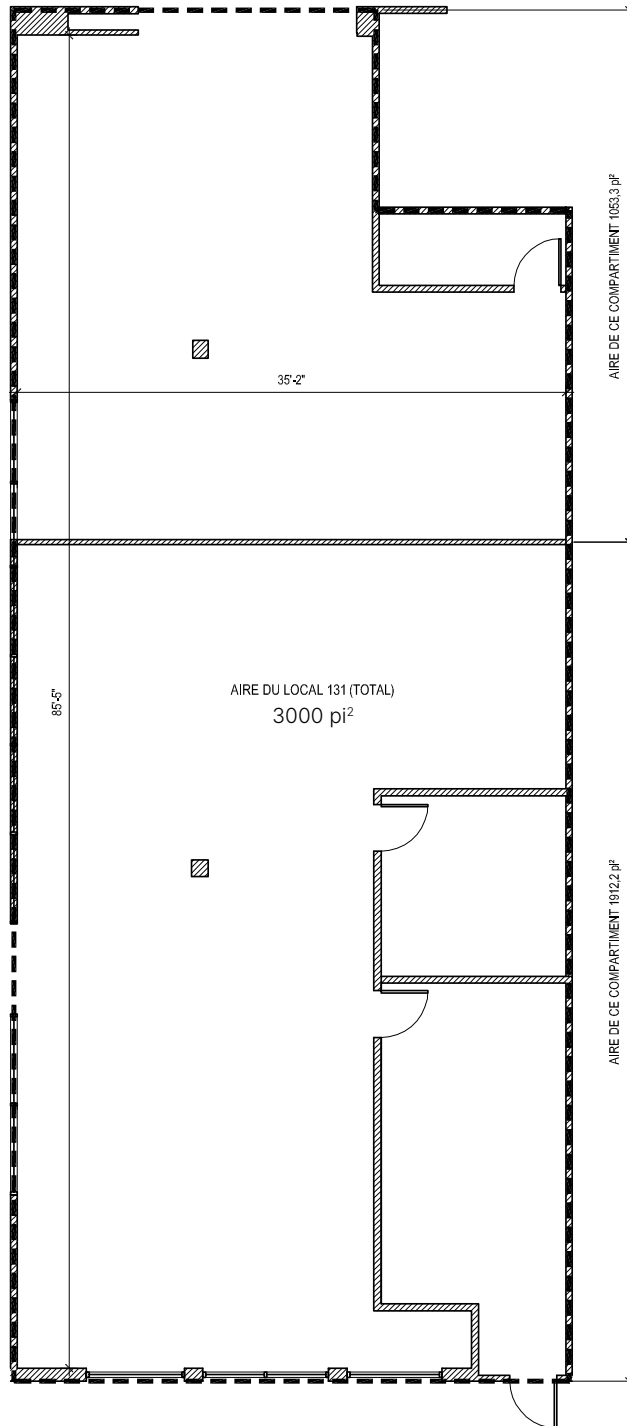 AIRE DE CE COMPARTIMENT 1053,3 pi²
35'-2"
85'-5"
AIRE DU LOCAL 131 (TOTAL)
3000 pi²
AIRE DE CE COMPARTIMENT 1912,2 pi²